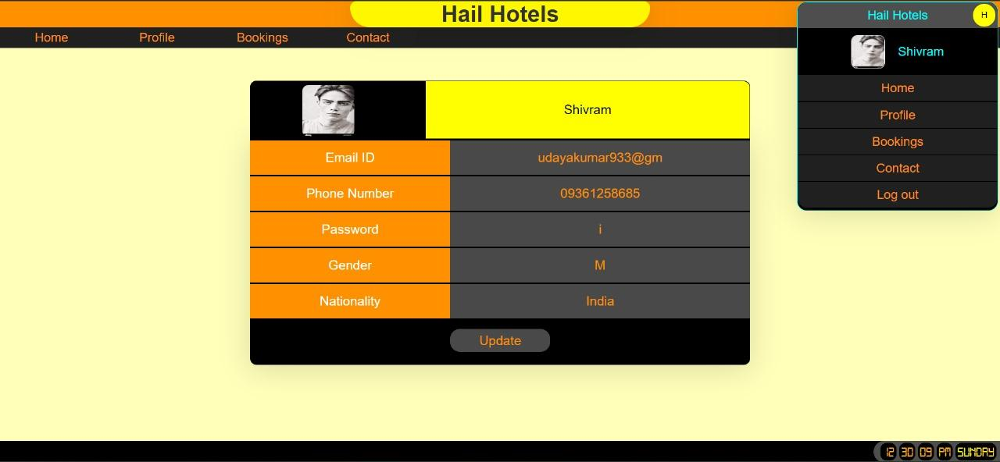 Hail Hotels
Home Profile Bookings Contact
Hail Hotels H
Shivram
Home
Profile
Bookings
Contact
Log out
Shivram
Email ID udayakumar933@gm
Phone Number 09361258685
Password i
Gender M
Nationality India
Update
12 30 09 PM SUNDAY